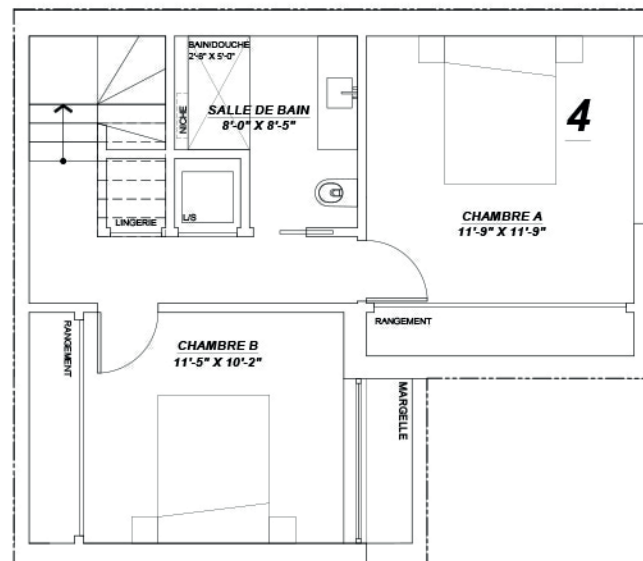 BAIN/DOUCHE
2'-8" X 5'-0"
NICHE
SALLE DE BAIN
8'-0" X 8'-5"
4
L/S
LINGERIE
CHAMBRE A
11'-9" X 11'-9"
RANGEMENT
RANGEMENT
CHAMBRE B
11'-5" X 10'-2"
MARGELLE